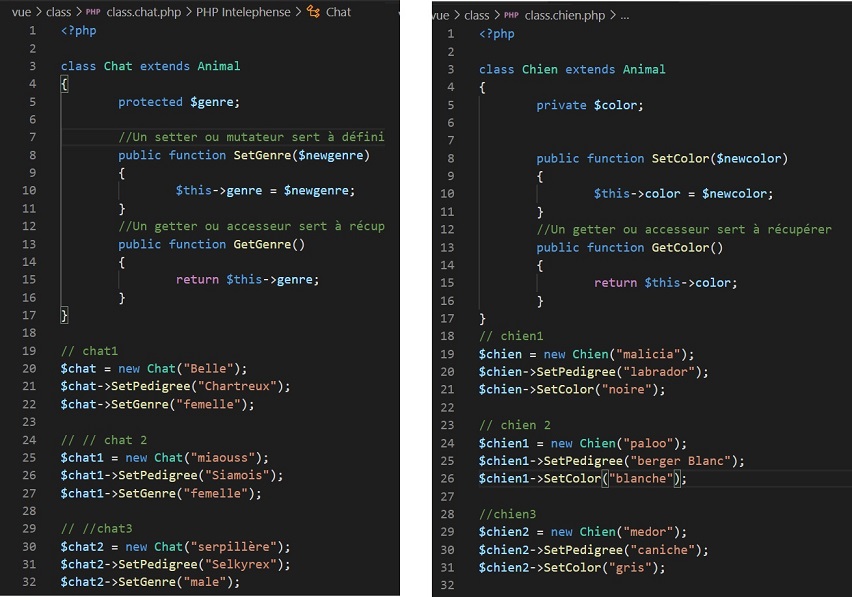 vue > class > PHP class.chat.php > PHP Intelephense > Chat
1 <?php
2
3 class Chat extends Animal
4 {
5 protected $genre;
6
7 //Un setter ou mutateur sert à défini
8 public function SetGenre($newgenre)
9 {
10 $this->genre = $newgenre;
11 }
12 //Un getter ou accesseur sert à récup
13 public function GetGenre()
14 {
15 return $this->genre;
16 }
17 }
18
19 // chat1
20 $chat = new Chat("Belle");
21 $chat->SetPedigree("Chartreux");
22 $chat->SetGenre("femelle");
23
24 // // chat 2
25 $chat1 = new Chat("miaouss");
26 $chat1->SetPedigree("Siamois");
27 $chat1->SetGenre("femelle");
28
29 // //chat3
30 $chat2 = new Chat("serpillère");
31 $chat2->SetPedigree("Selkyrex");
32 $chat2->SetGenre("male");
vue > class > PHP class.chien.php > ...
1 <?php
2
3 class Chien extends Animal
4 {
5 private $color;
6
7
8 public function SetColor($newcolor)
9 {
10 $this->color = $newcolor;
11 }
12 //Un getter ou accesseur sert à récupérer
13 public function GetColor()
14 {
15 return $this->color;
16 }
17 }
18 // chien1
19 $chien = new Chien("malicia");
20 $chien->SetPedigree("labrador");
21 $chien->SetColor("noire");
22
23 // chien 2
24 $chien1 = new Chien("paloo");
25 $chien1->SetPedigree("berger Blanc");
26 $chien1->SetColor("blanche");
27
28 //chien3
29 $chien2 = new Chien("medor");
30 $chien2->SetPedigree("caniche");
31 $chien2->SetColor("gris");
32